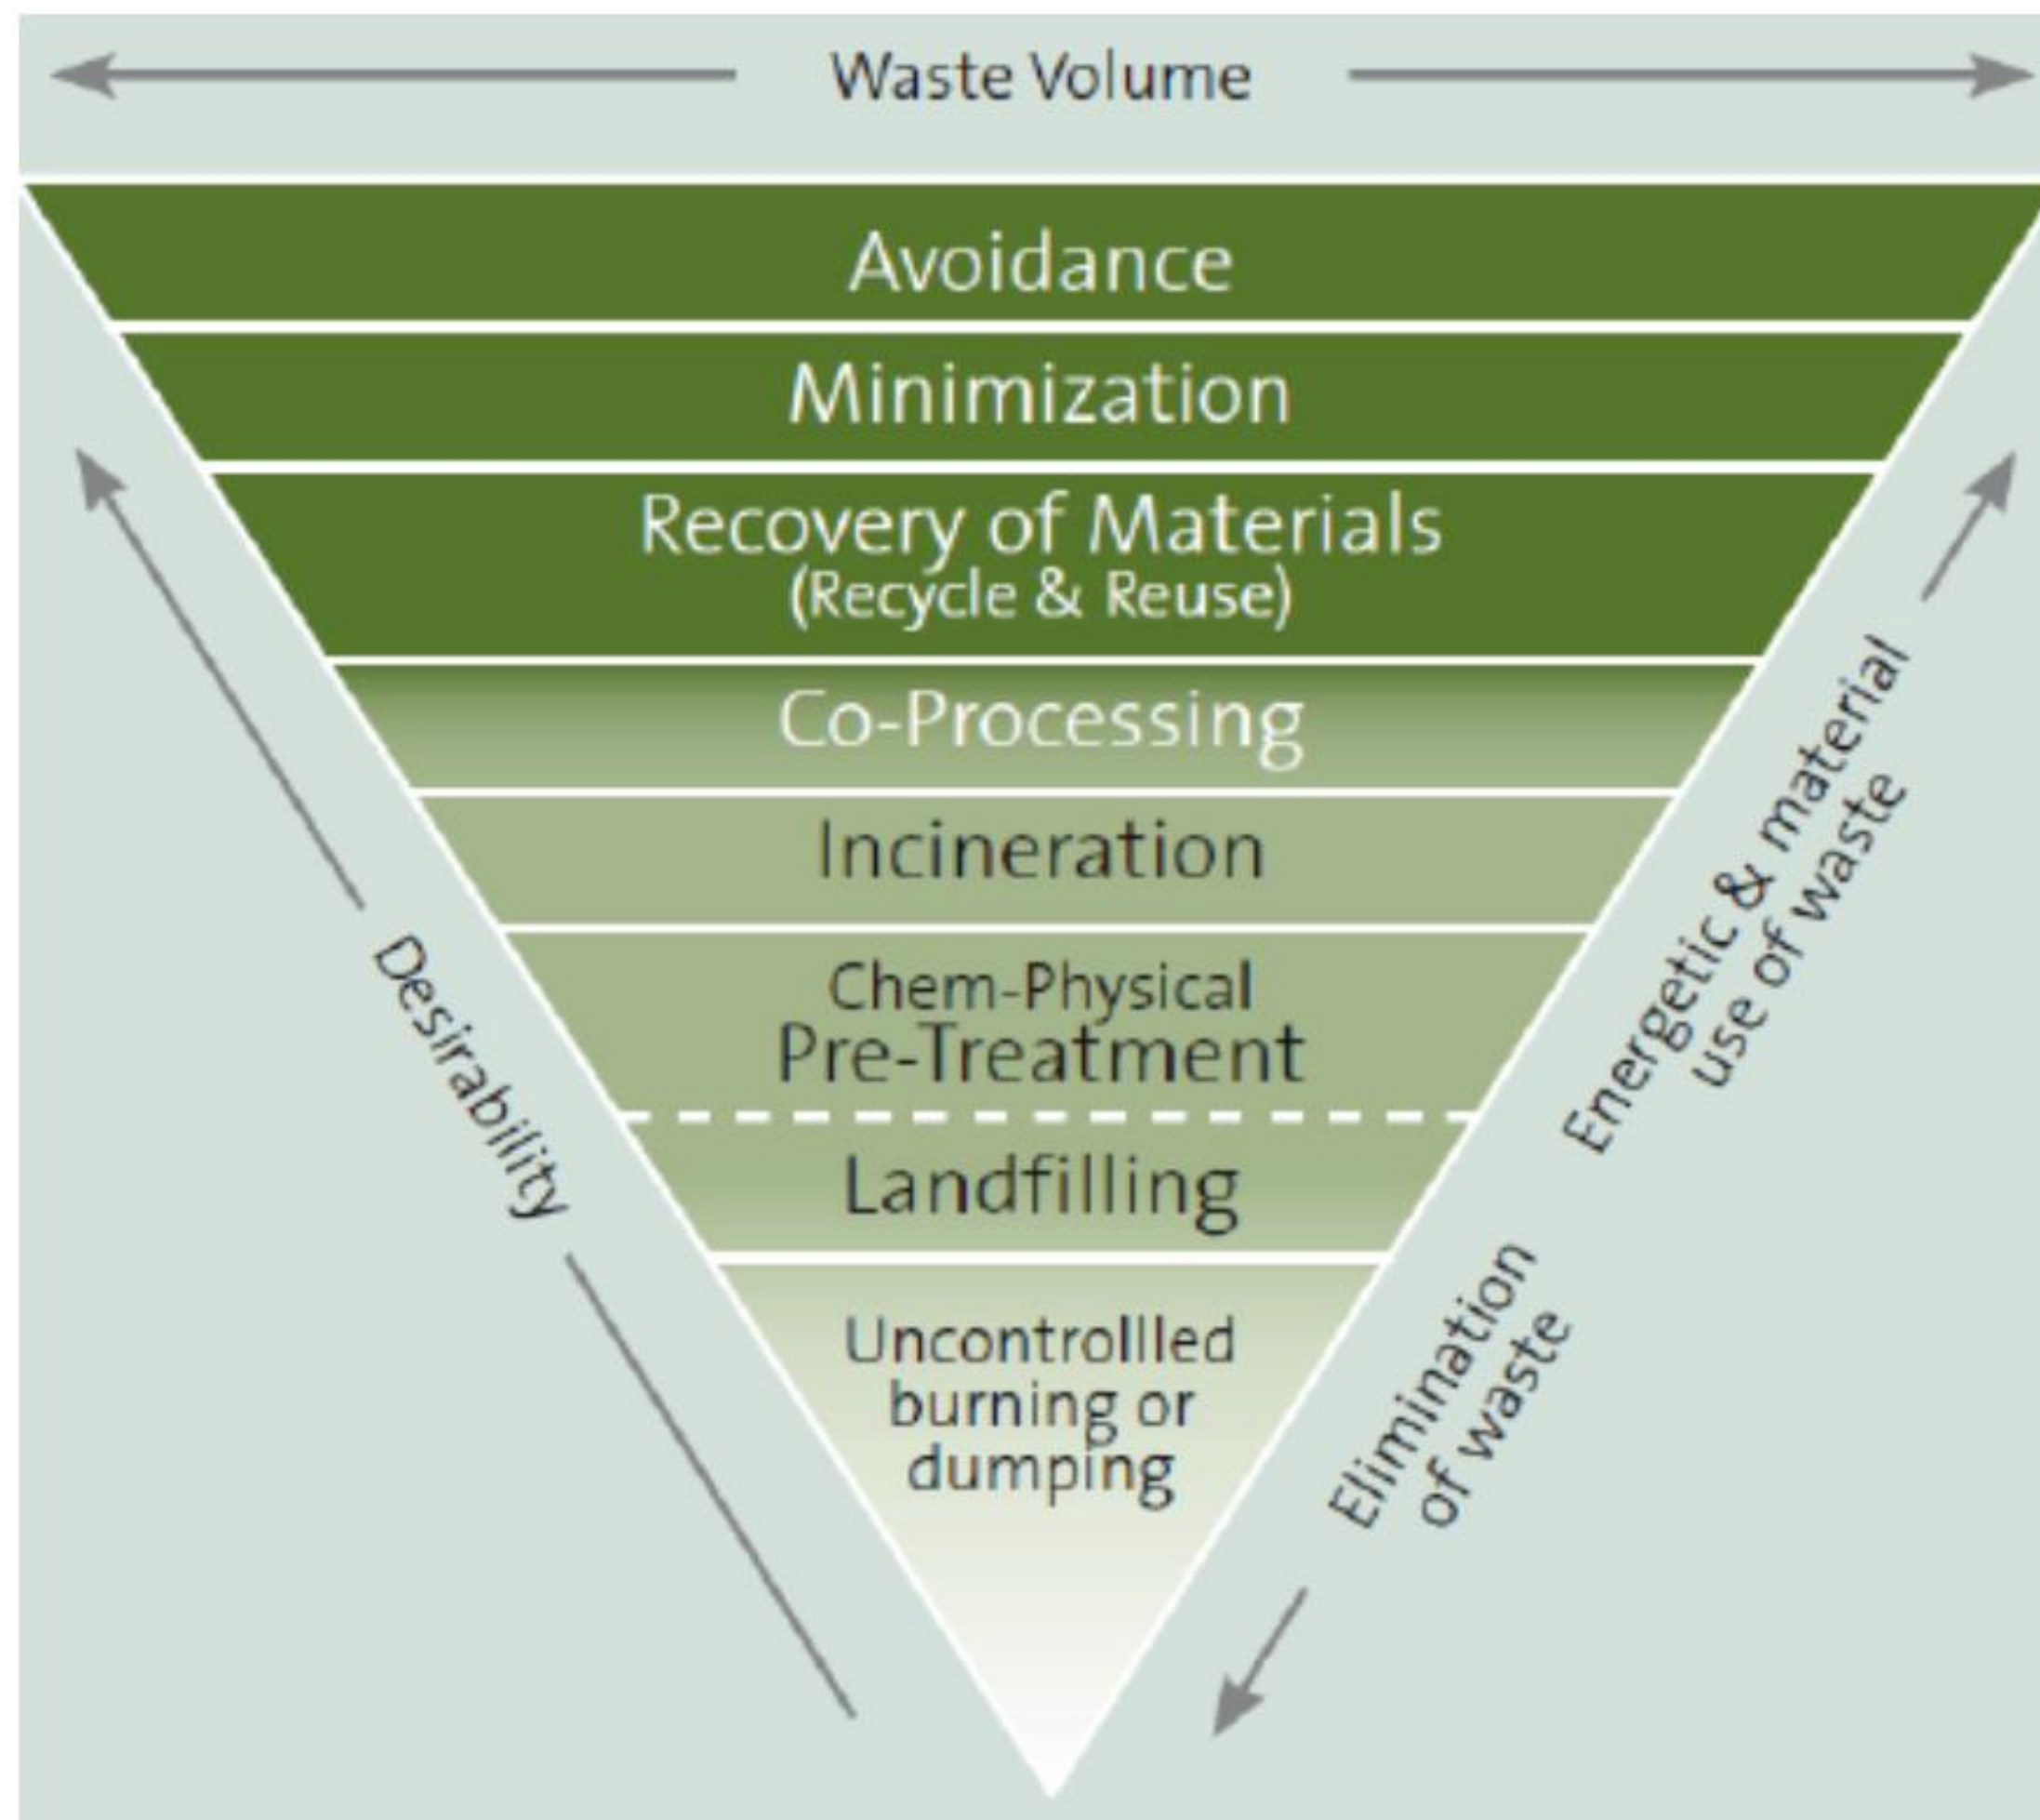 Waste Volume
Avoidance
Minimization
Recovery of Materials
(Recycle & Reuse)
Co-Processing
Incineration
Chem-Physical
Pre-Treatment
Landfilling
Uncontrollled
burning or
dumping
Desirability
Energetic & material
use of waste
Elimination
of waste